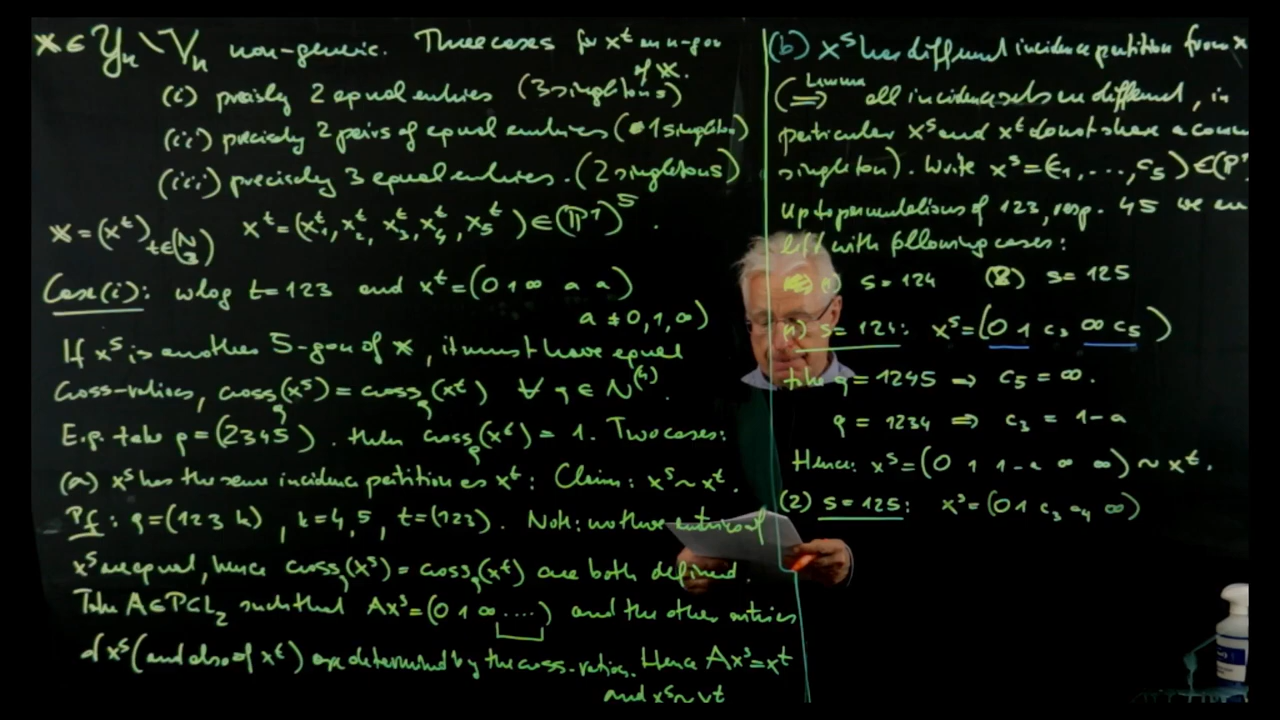 𝕏 ∈ Y_n \ V_n non-generic. Three cases for x^t an n-gon of 𝕏.
(i) precisely 2 equal entries (3 singletons)
(ii) precisely 2 pairs of equal entries (1 singleton)
(iii) precisely 3 equal entries. (2 singletons)
𝕏 = (x^t)_{t∈(N 3)} x^t = (x^t_1, x^t_2, x^t_3, x^t_4, x^t_5) ∈ (ℙ^1)^5.
Case (i): wlog t = 123 and x^t = (0 1 ∞ a a)
a ≠ 0, 1, ∞)
If x^s is another 5-gon of 𝕏, it must have equal
cross-ratios, cross_q(x^s) = cross_q(x^t) ∀ q ∈ N^(4).
E.g. take q = (2345). then cross_q(x^t) = 1. Two cases:
(a) x^s has the same incidence partition as x^t: Claim: x^s ~ x^t.
Pf: q = (123 k), k = 4, 5, t = (123). Note: no three entries of
x^s are equal, hence cross_q(x^s) = cross_q(x^t) are both defined.
Take A ∈ PGL_2 such that Ax^s = (0 1 ∞ ....) and the other entries
of x^s (and also of x^t) are determined by the cross-ratios. Hence Ax^s = x^t
and x^s ~ x^t
(b) x^s has different incidence partition from x
(⟹ Lemma all incidence sets are different, in
particular x^s and x^t do not share a common
singleton). Write x^s = (c_1, ..., c_5) ∈ (ℙ^1
Up to permutations of 123, resp. 45 we are
left with following cases:
(1) s = 124 (2) s = 125
(1) s = 124: x^s = (0 1 c_3 ∞ c_5)
take q = 1245 ⇒ c_5 = ∞.
q = 1234 ⇒ c_3 = 1 - a
Hence: x^s = (0 1 1-a ∞ ∞) ~ x^t.
(2) s = 125: x^s = (0 1 c_3 c_4 ∞)